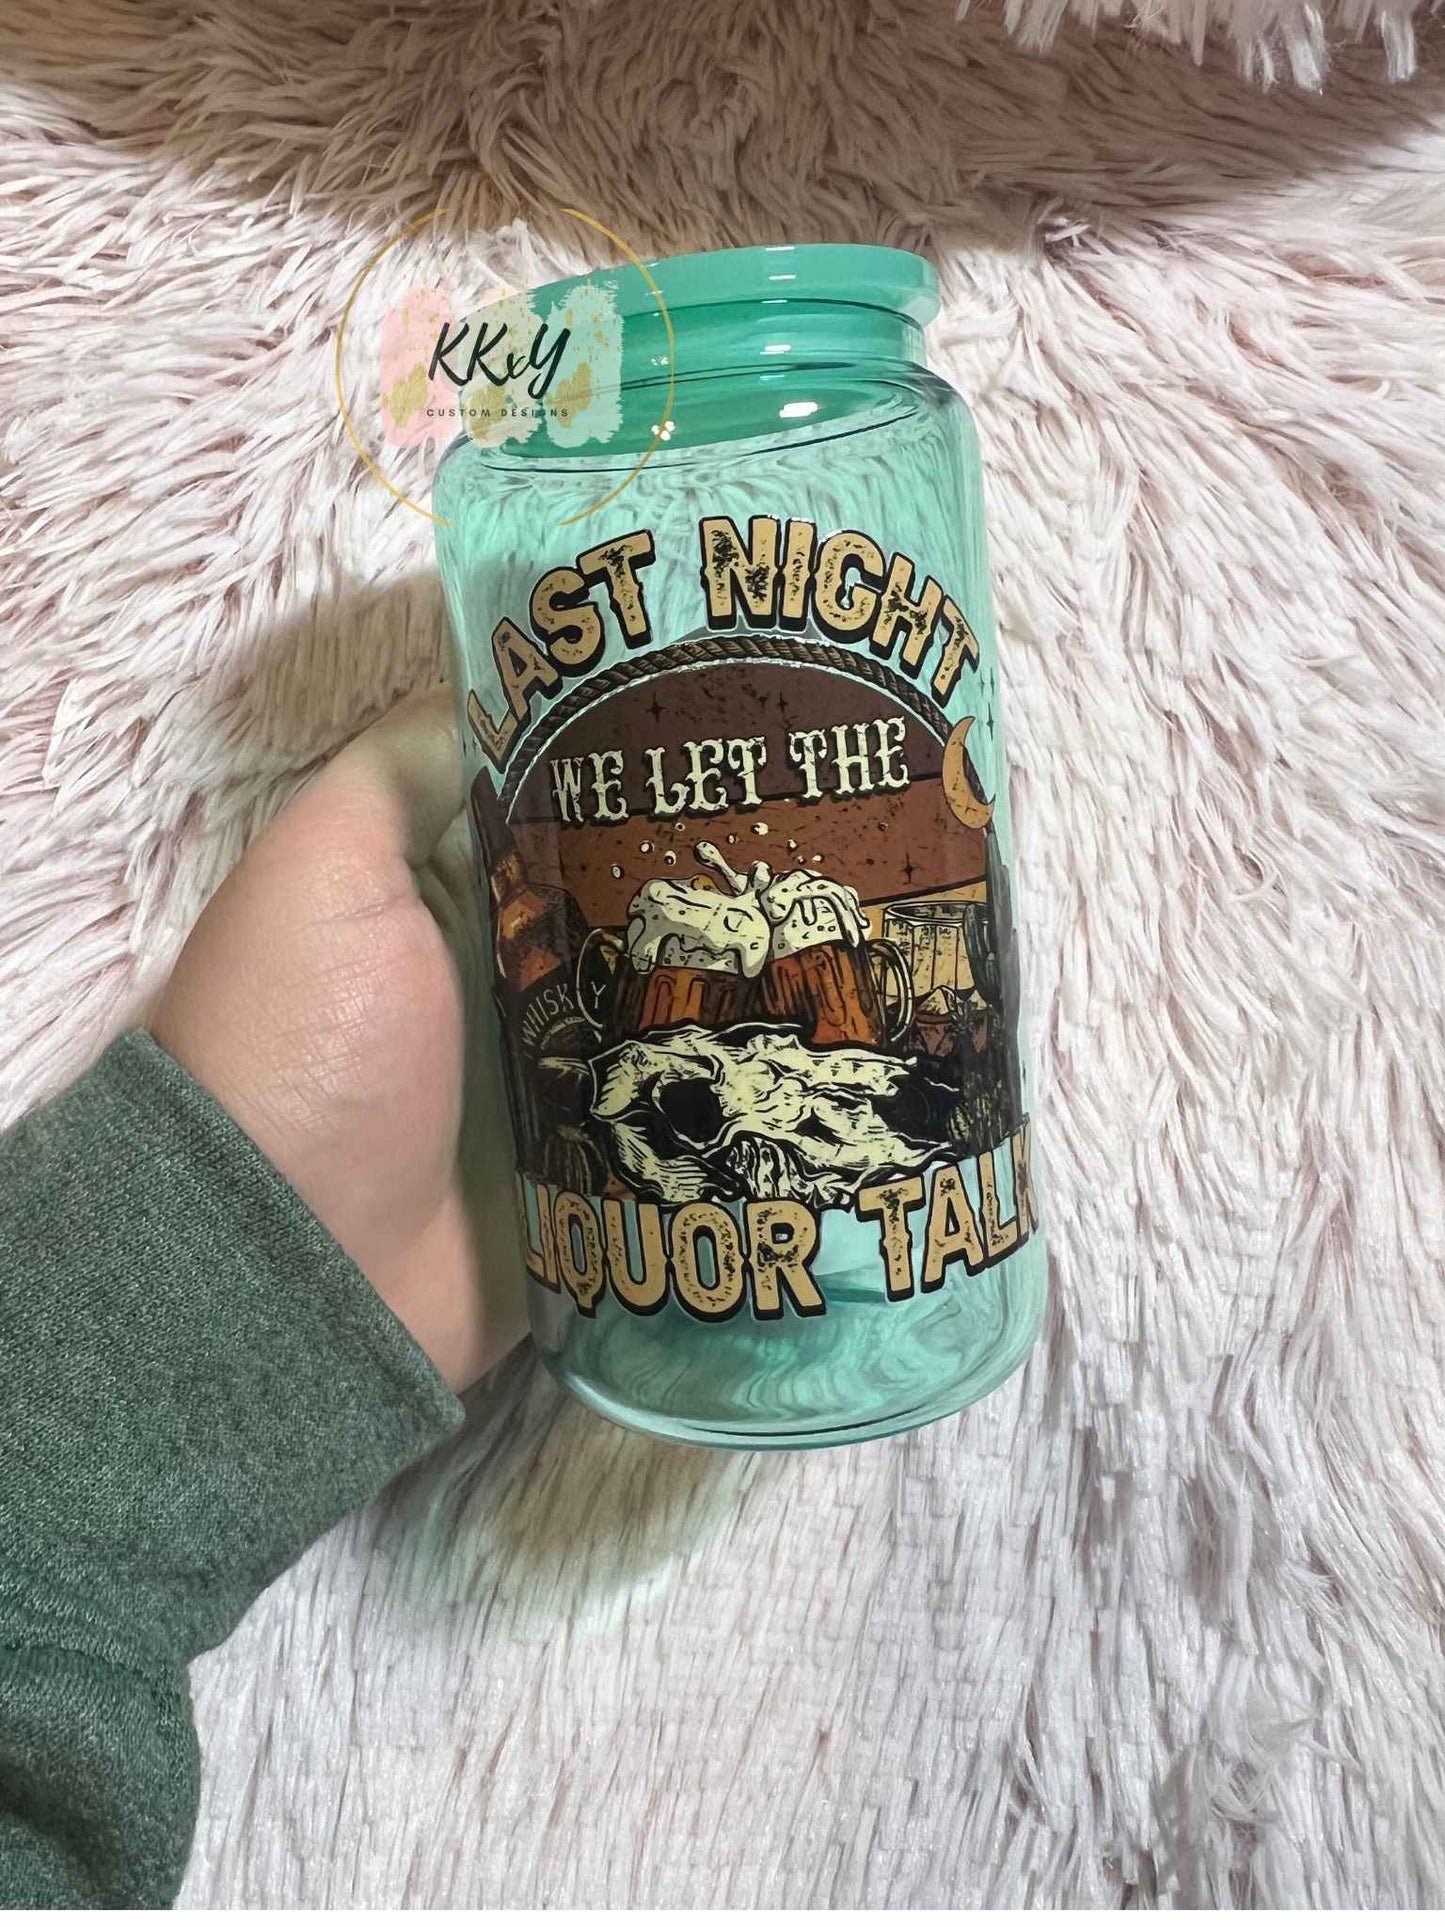 KKxY
CUSTOM DESIGNS
LAST NIGHT
WE LET THE
WHISKY
LIQUOR TALK